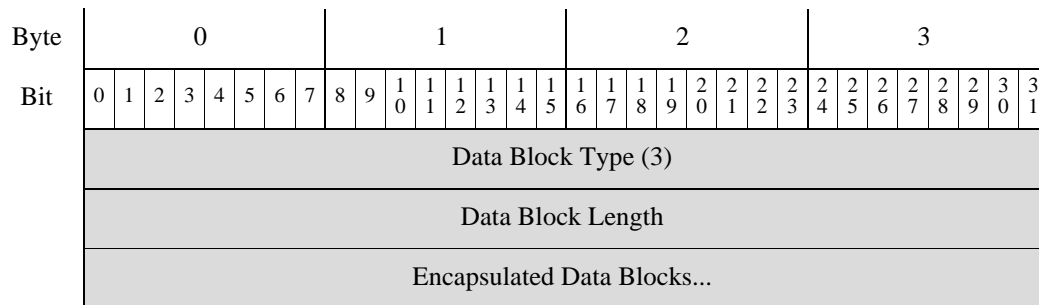 Byte 0 1 2 3
Bit 0 1 2 3 4 5 6 7 8 9 10 11 12 13 14 15 16 17 18 19 20 21 22 23 24 25 26 27 28 29 30 31
Data Block Type (3)
Data Block Length
Encapsulated Data Blocks...